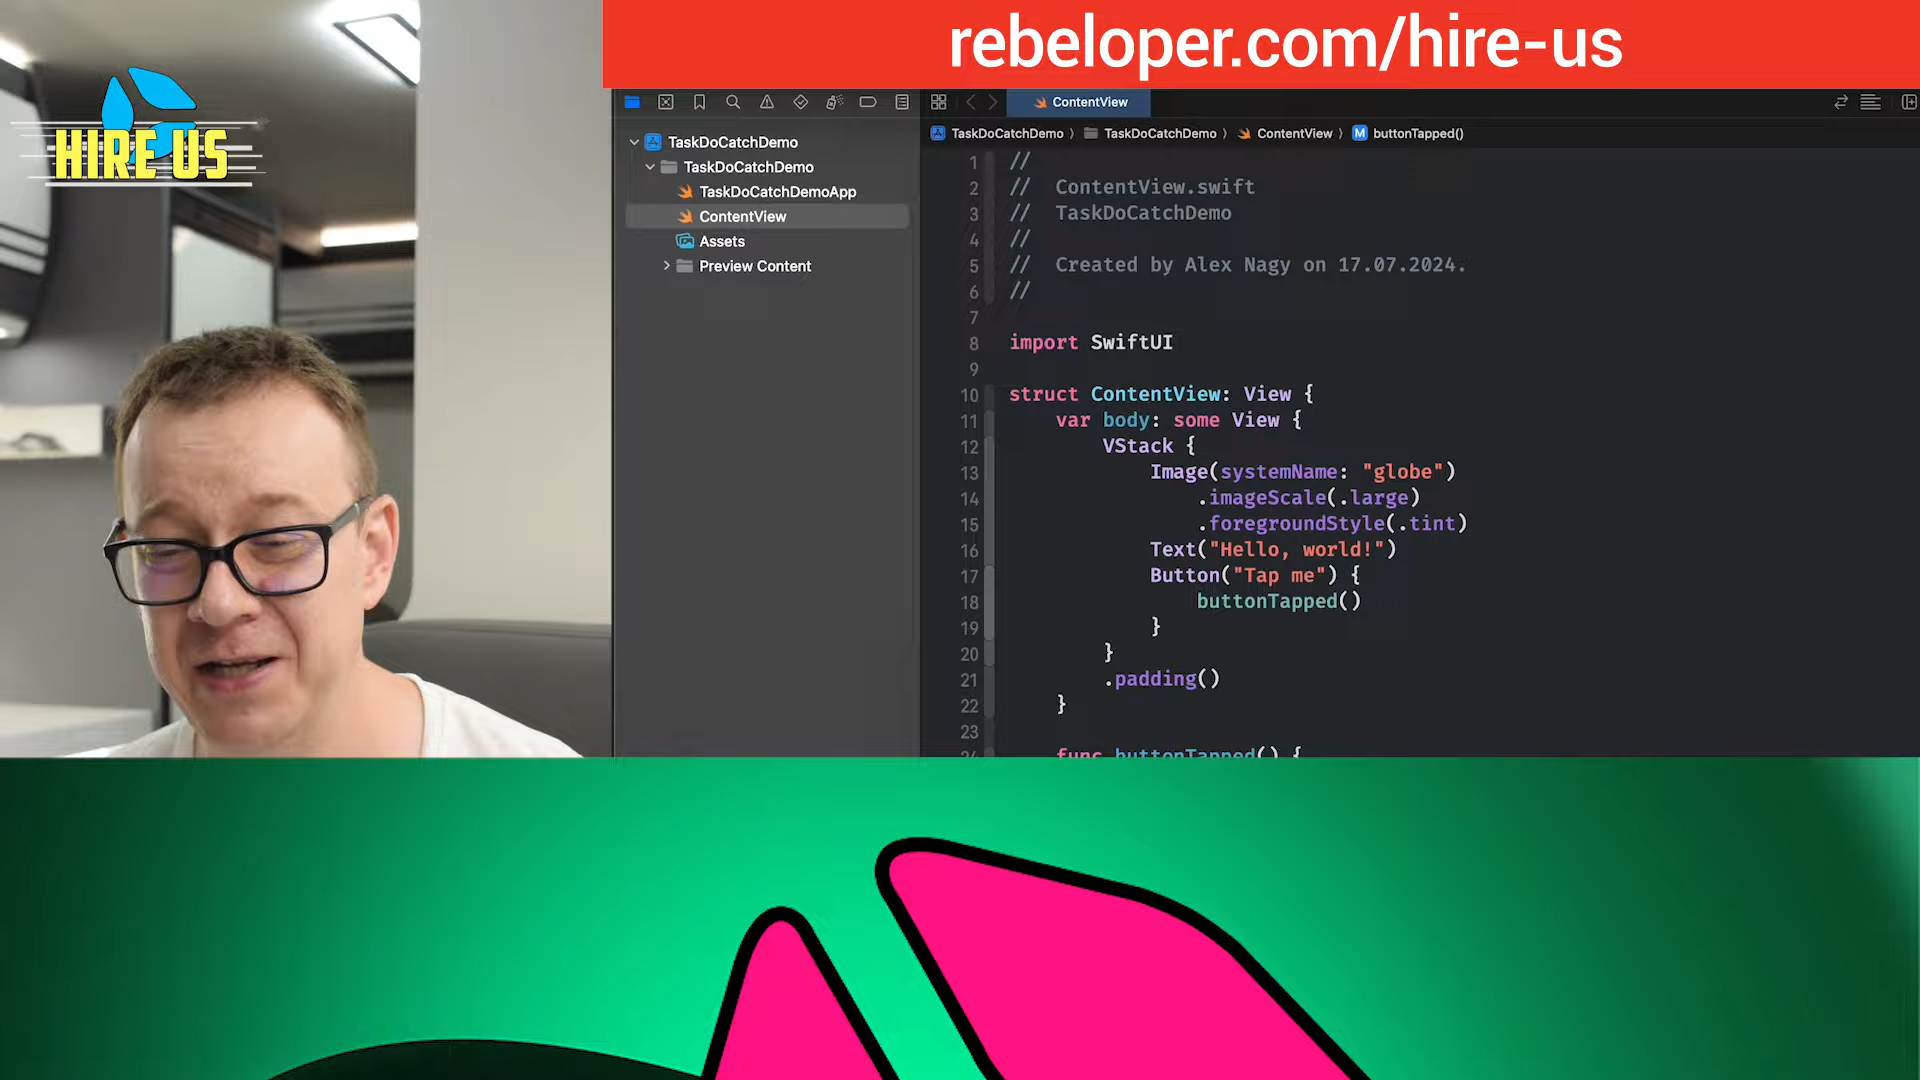 rebeloper.com/hire-us
HIRE US
ContentView
TaskDoCatchDemo
TaskDoCatchDemo
TaskDoCatchDemoApp
ContentView
Assets
Preview Content
TaskDoCatchDemo 〉 TaskDoCatchDemo 〉 ContentView 〉 M buttonTapped()
1 //
2 // ContentView.swift
3 // TaskDoCatchDemo
4 //
5 // Created by Alex Nagy on 17.07.2024.
6 //
7
8 import SwiftUI
9
10 struct ContentView: View {
11 var body: some View {
12 VStack {
13 Image(systemName: "globe")
14 .imageScale(.large)
15 .foregroundStyle(.tint)
16 Text("Hello, world!")
17 Button("Tap me") {
18 buttonTapped()
19 }
20 }
21 .padding()
22 }
23
24 func buttonTapped() {